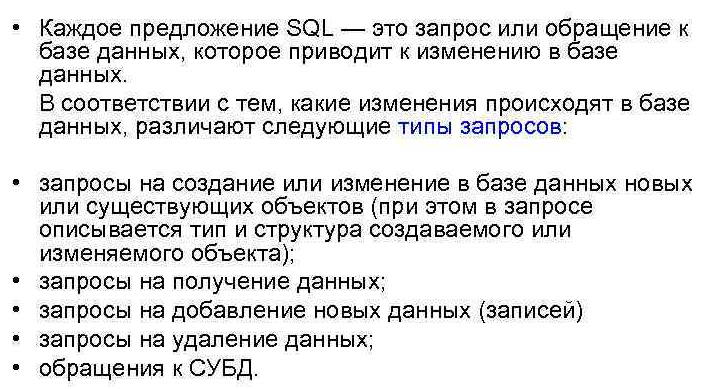 • Каждое предложение SQL — это запрос или обращение к
базе данных, которое приводит к изменению в базе
данных.
В соответствии с тем, какие изменения происходят в базе
данных, различают следующие типы запросов:
• запросы на создание или изменение в базе данных новых
или существующих объектов (при этом в запросе
описывается тип и структура создаваемого или
изменяемого объекта);
• запросы на получение данных;
• запросы на добавление новых данных (записей)
• запросы на удаление данных;
• обращения к СУБД.